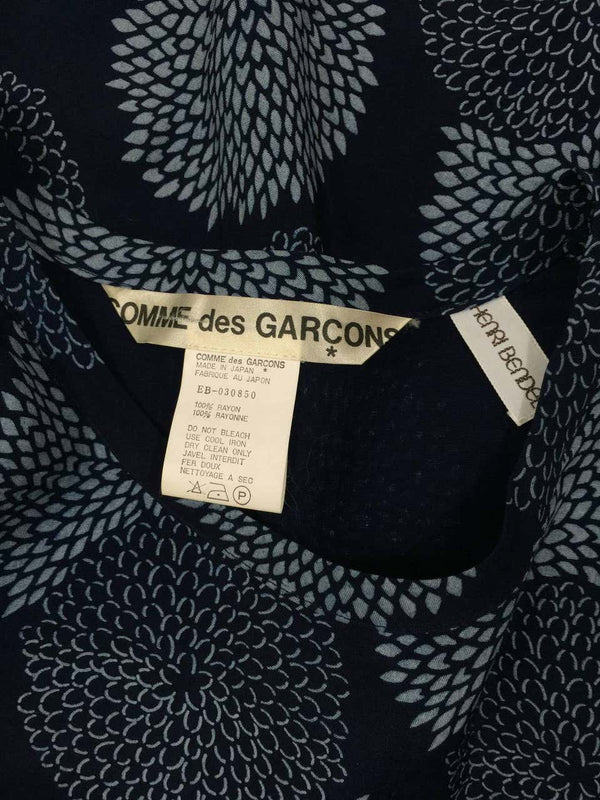 COMME des GARÇONS
*
COMME des GARCONS
MADE IN JAPAN *
FABRIQUE AU JAPON
EB-030850
100% RAYON
100% RAYONNE
DO NOT BLEACH
USE COOL IRON
DRY CLEAN ONLY
JAVEL INTERDIT
FER DOUX
NETTOYAGE A SEC
P
HENRI BENDEL